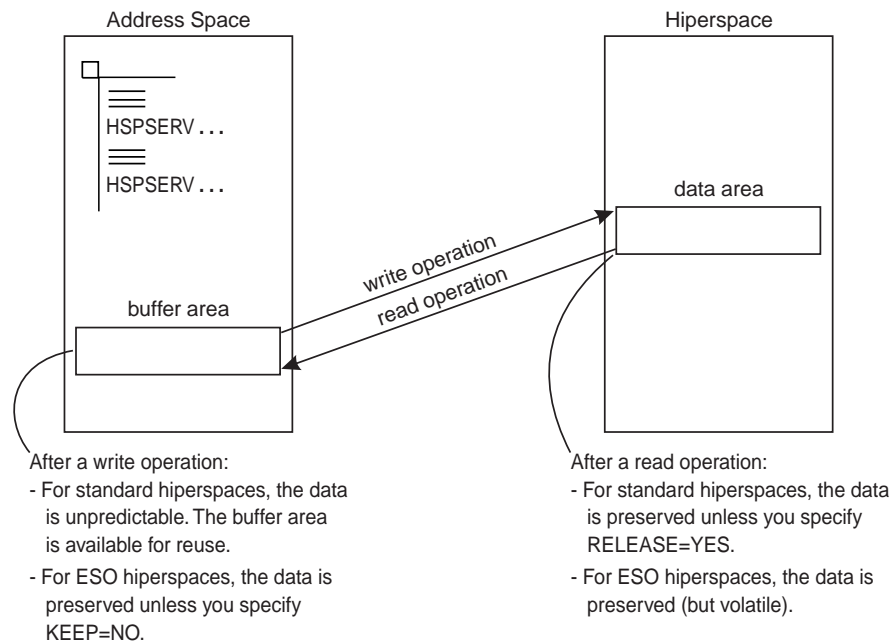 Address Space
HSPSERV...
HSPSERV...
buffer area
write operation
read operation
Hiperspace
data area
After a write operation:
- For standard hiperspaces, the data
is unpredictable. The buffer area
is available for reuse.
- For ESO hiperspaces, the data is
preserved unless you specify
KEEP=NO.
After a read operation:
- For standard hiperspaces, the data
is preserved unless you specify
RELEASE=YES.
- For ESO Hiperspaces, the data is
preserved (but volatile).